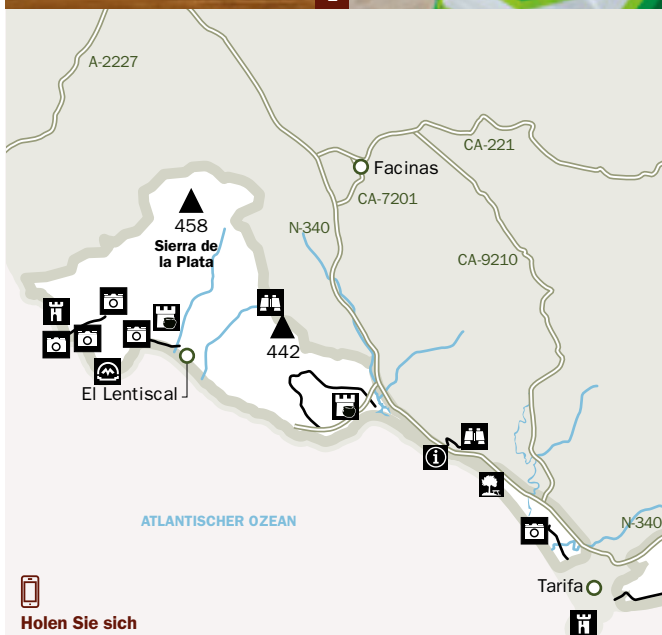 A-2227
CA-221
Facinas
CA-7201
458
Sierra de
la Plata
N-340
CA-9210
442
El Lentiscal
ATLANTISCHER OZEAN
N-340
Tarifa
Holen Sie sich